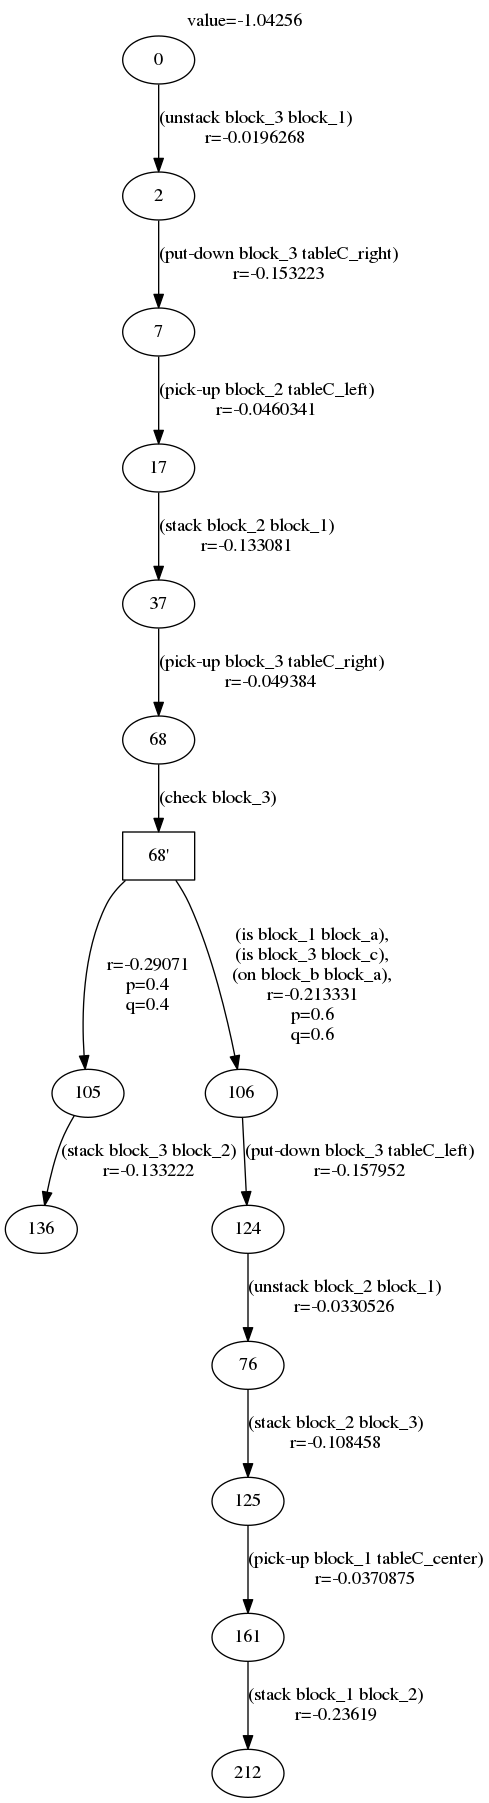 value=-1.04256
0
(unstack block_3 block_1)
r=-0.0196268
2
(put-down block_3 tableC_right)
r=-0.153223
7
(pick-up block_2 tableC_left)
r=-0.0460341
17
(stack block_2 block_1)
r=-0.133081
37
(pick-up block_3 tableC_right)
r=-0.049384
68
(check block_3)
68'
r=-0.29071
p=0.4
q=0.4
(is block_1 block_a),
(is block_3 block_c),
(on block_b block_a),
r=-0.213331
p=0.6
q=0.6
105
106
(stack block_3 block_2)
r=-0.133222
(put-down block_3 tableC_left)
r=-0.157952
136
124
(unstack block_2 block_1)
r=-0.0330526
76
(stack block_2 block_3)
r=-0.108458
125
(pick-up block_1 tableC_center)
r=-0.0370875
161
(stack block_1 block_2)
r=-0.23619
212